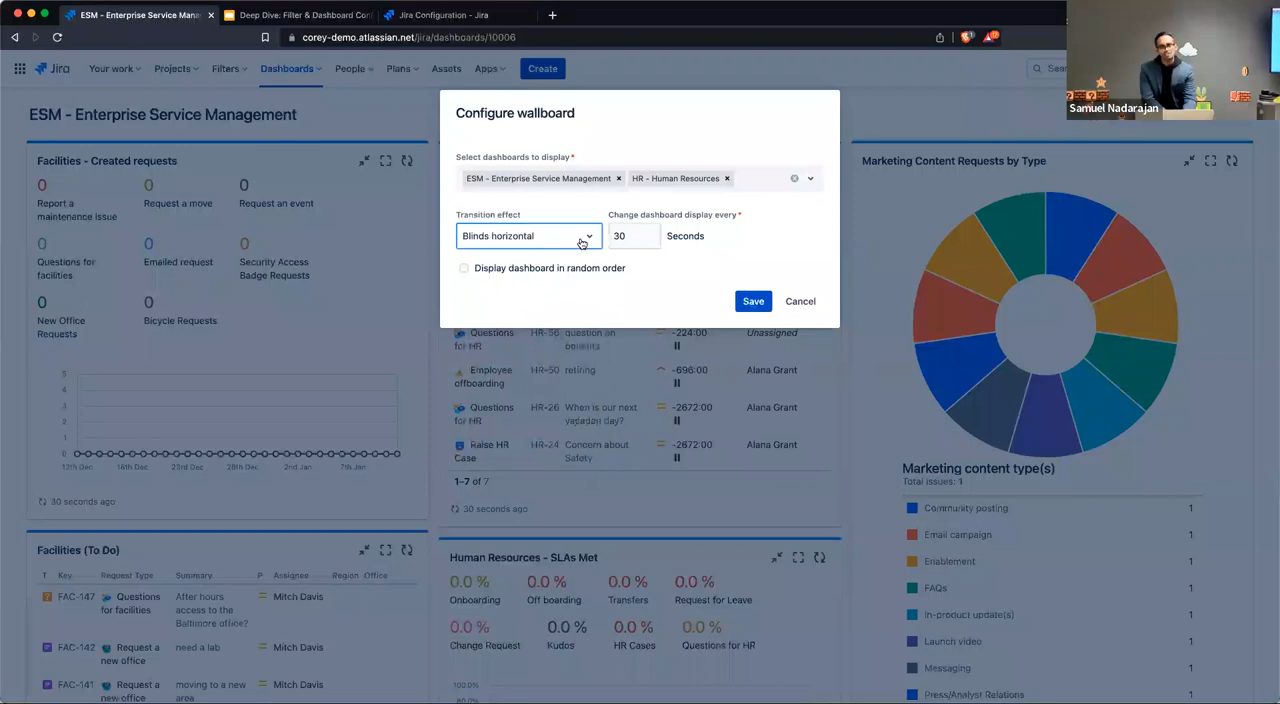 ESM - Enterprise Service Mana
Deep Dive: Filter & Dashboard Conf
Jira Configuration - Jira
corey-demo.atlassian.net/jira/dashboards/10006
Jira
Your work
Projects
Filters
Dashboards
People
Plans
Assets
Apps
Create
Sear
Samuel Nadarajan
ESM - Enterprise Service Management
Configure wallboard
Select dashboards to display*
ESM - Enterprise Service Management
HR - Human Resources
Transition effect
Change dashboard display every*
Blinds horizontal
30
Seconds
Display dashboard in random order
Save
Cancel
Facilities - Created requests
0
0
0
Report a
maintenance issue
Request a move
Request an event
0
0
0
Questions for
facilities
Emailed request
Security Access
Badge Requests
0
0
New Office
Requests
Bicycle Requests
5
4
3
2
1
0
13th Dec
18th Dec
23rd Dec
28th Dec
2nd Jan
7th Jan
30 seconds ago
Facilities (To Do)
T
Key
Request Type
Summary
P
Assignee
Region
Office
FAC-147
Questions
for facilities
After hours
access to the
Baltimore office?
Mitch Davis
FAC-142
Request a
new office
need a lab
Mitch Davis
FAC-141
Request a
new office
moving to a new
area
Mitch Davis
Questions
for HR
HR-56
question on
benefits
-224:00
Unassigned
Employee
offboarding
HR-50
retiring
-696:00
Alana Grant
Questions
for HR
HR-26
When is our next
vacation day?
-2672:00
Alana Grant
Raise HR
Case
HR-24
Concern about
Safety
-2672:00
Alana Grant
1-7 of 7
30 seconds ago
Human Resources - SLAs Met
0.0 %
0.0 %
0.0 %
0.0 %
Onboarding
Off boarding
Transfers
Request for Leave
0.0 %
0.0 %
0.0 %
0.0 %
Change Request
Kudos
HR Cases
Questions for HR
100.0%
80.0%
Marketing Content Requests by Type
Marketing content type(s)
Total issues: 1
Community posting 1
Email campaign 1
Enablement 1
FAQs 1
In-product update(s) 1
Launch video 1
Messaging 1
Press/Analyst Relations 1